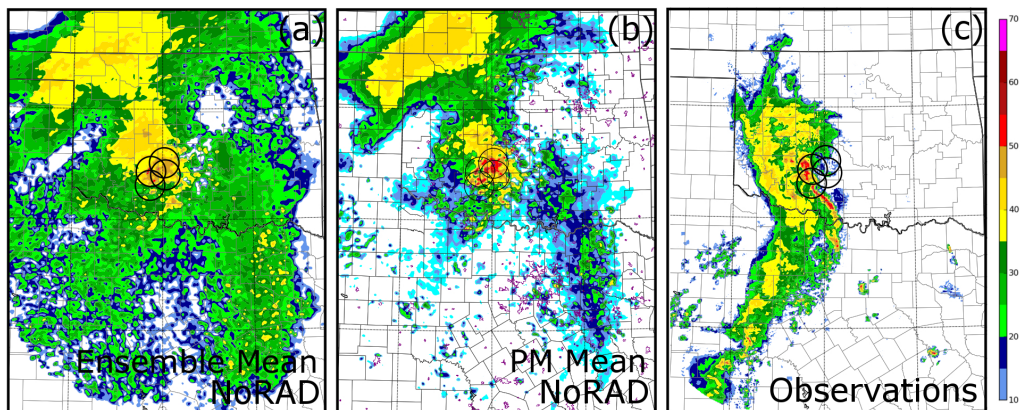 (a)
Ensemble Mean
NoRAD
(b)
PM Mean
NoRAD
(c)
Observations
70
60
50
40
30
20
10